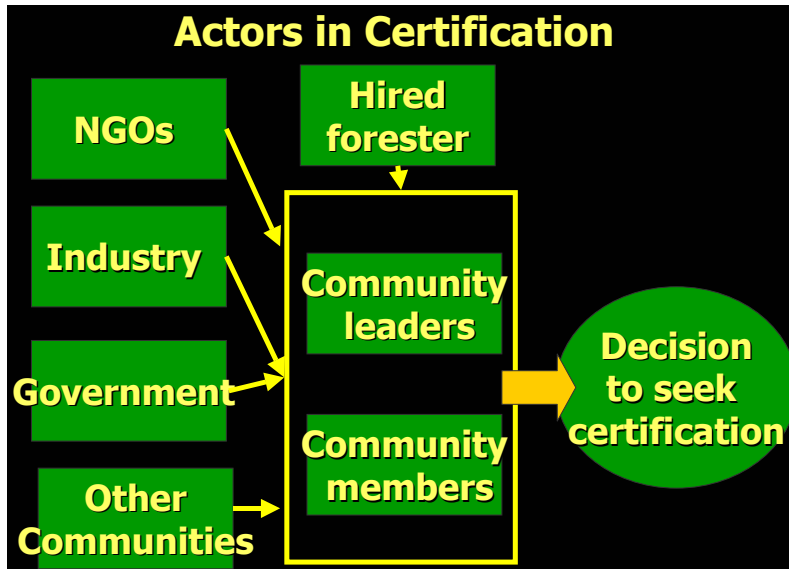 Actors in Certification
NGOs
Hired
forester
Industry
Community
leaders
Government
Decision
to seek
certification
Community
members
Other
Communities